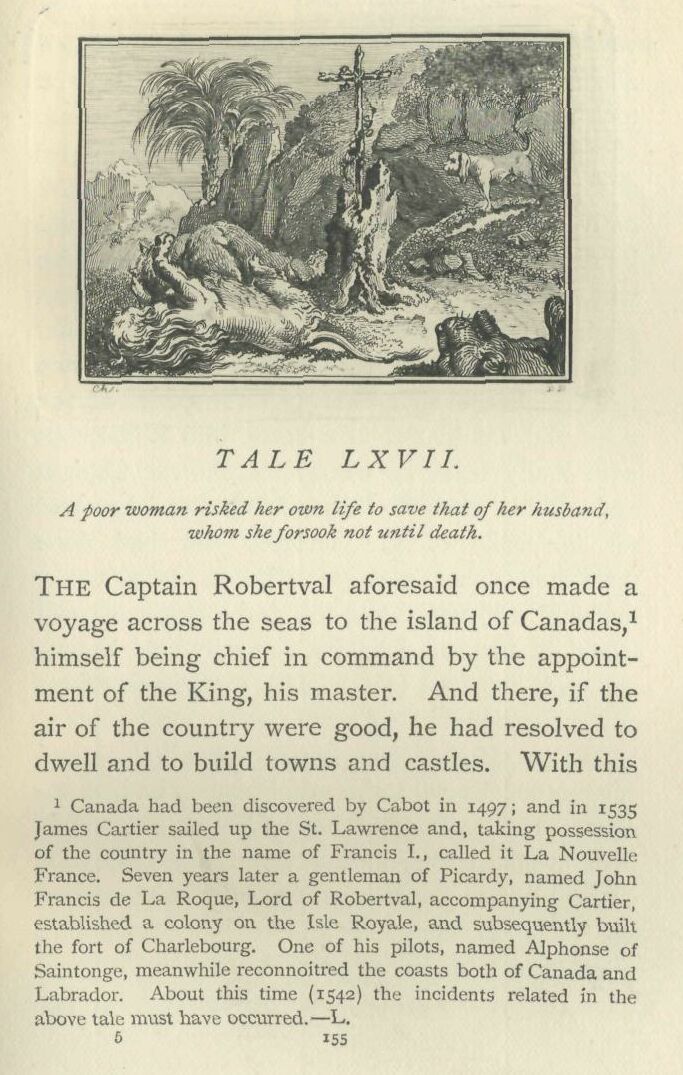 Chs.
TALE LXVII.
A poor woman risked her own life to save that of her husband,
whom she forsook not until death.
THE Captain Robertval aforesaid once made a
voyage across the seas to the island of Canadas,¹
himself being chief in command by the appoint-
ment of the King, his master. And there, if the
air of the country were good, he had resolved to
dwell and to build towns and castles. With this
¹ Canada had been discovered by Cabot in 1497; and in 1535
James Cartier sailed up the St. Lawrence and, taking possession
of the country in the name of Francis I., called it La Nouvelle
France. Seven years later a gentleman of Picardy, named John
Francis de La Roque, Lord of Robertval, accompanying Cartier,
established a colony on the Isle Royale, and subsequently built
the fort of Charlebourg. One of his pilots, named Alphonse of
Saintonge, meanwhile reconnoitred the coasts both of Canada and
Labrador. About this time (1542) the incidents related in the
above tale must have occurred.—L.
5 155